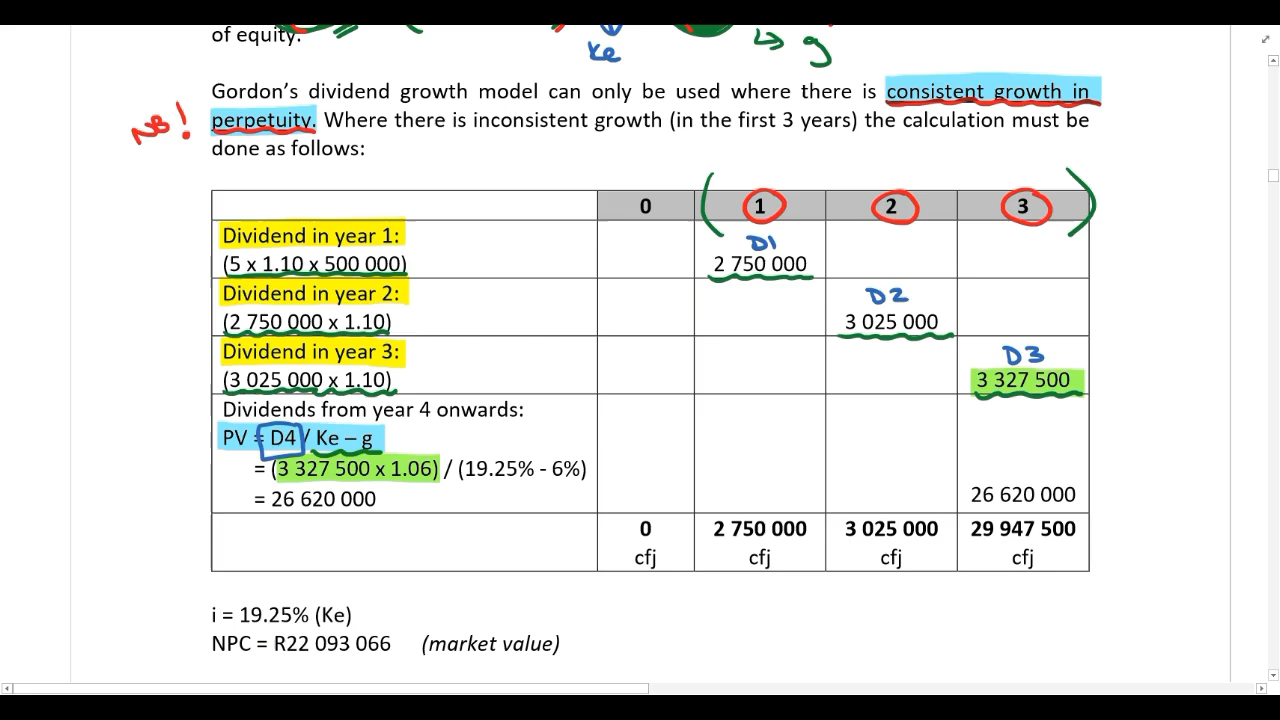 of equity.
Ke
g
Gordon's dividend growth model can only be used where there is consistent growth in
NB!
perpetuity. Where there is inconsistent growth (in the first 3 years) the calculation must be
done as follows:
0 1 2 3
Dividend in year 1: D1
(5 x 1.10 x 500 000) 2 750 000
Dividend in year 2: D2
(2 750 000 x 1.10) 3 025 000
Dividend in year 3: D3
(3 025 000 x 1.10) 3 327 500
Dividends from year 4 onwards:
PV = D4 / Ke – g
= (3 327 500 x 1.06) / (19.25% - 6%)
= 26 620 000 26 620 000
0 2 750 000 3 025 000 29 947 500
cfj cfj cfj cfj
i = 19.25% (Ke)
NPC = R22 093 066 (market value)